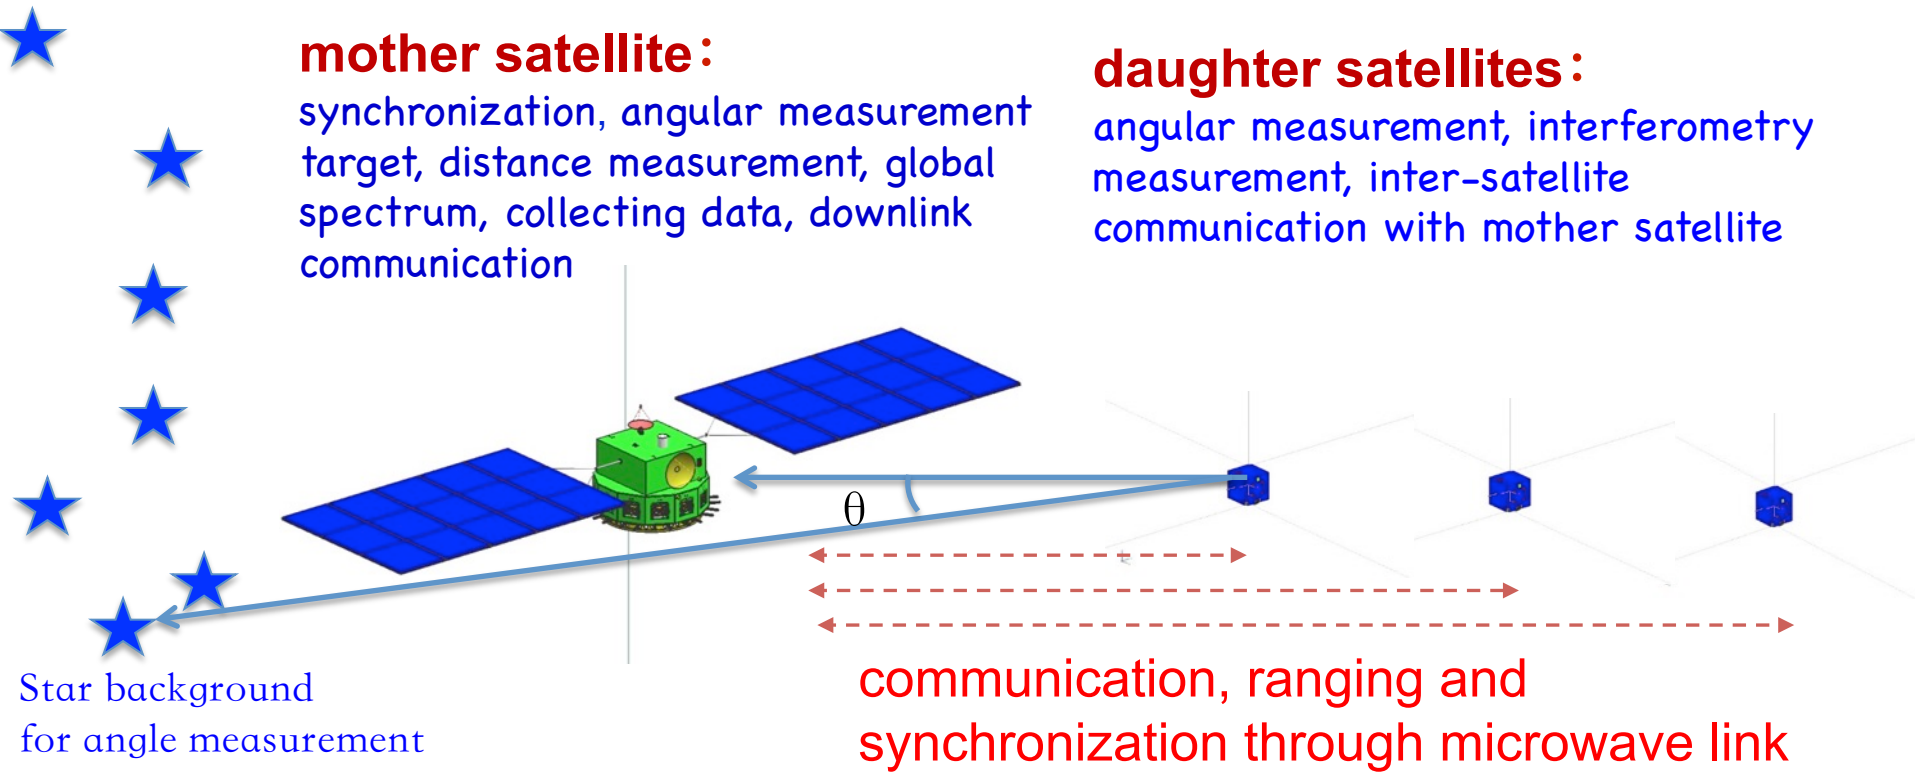 mother satellite：
synchronization, angular measurement
target, distance measurement, global
spectrum, collecting data, downlink
communication
daughter satellites：
angular measurement, interferometry
measurement, inter-satellite
communication with mother satellite
θ
Star background
for angle measurement
communication, ranging and
synchronization through microwave link